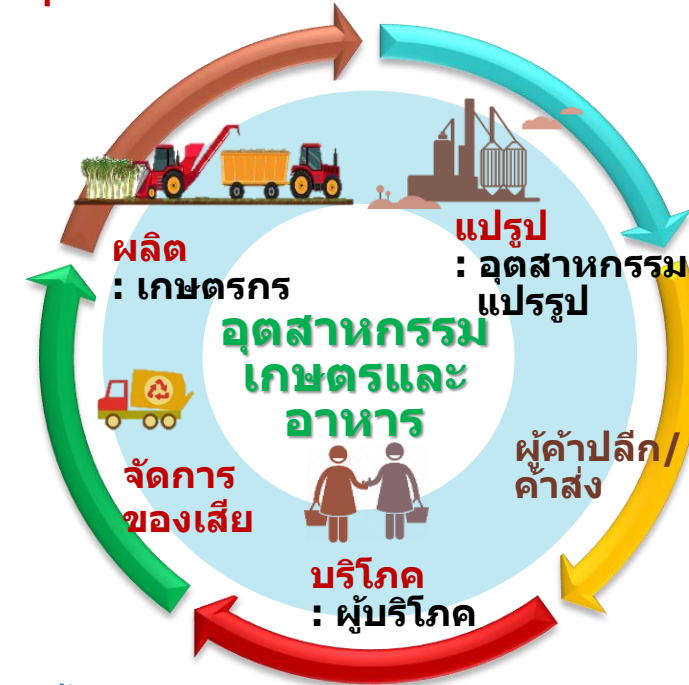 ผลิต
: เกษตรกร
แปรูป
: อุตสาหกรรม
แปรรูป
อุตสาหกรรม
เกษตรและ
อาหาร
ผู้ค้าปลีก/
ค้าส่ง
บริโภค
: ผู้บริโภค
จัดการ
ของเสีย